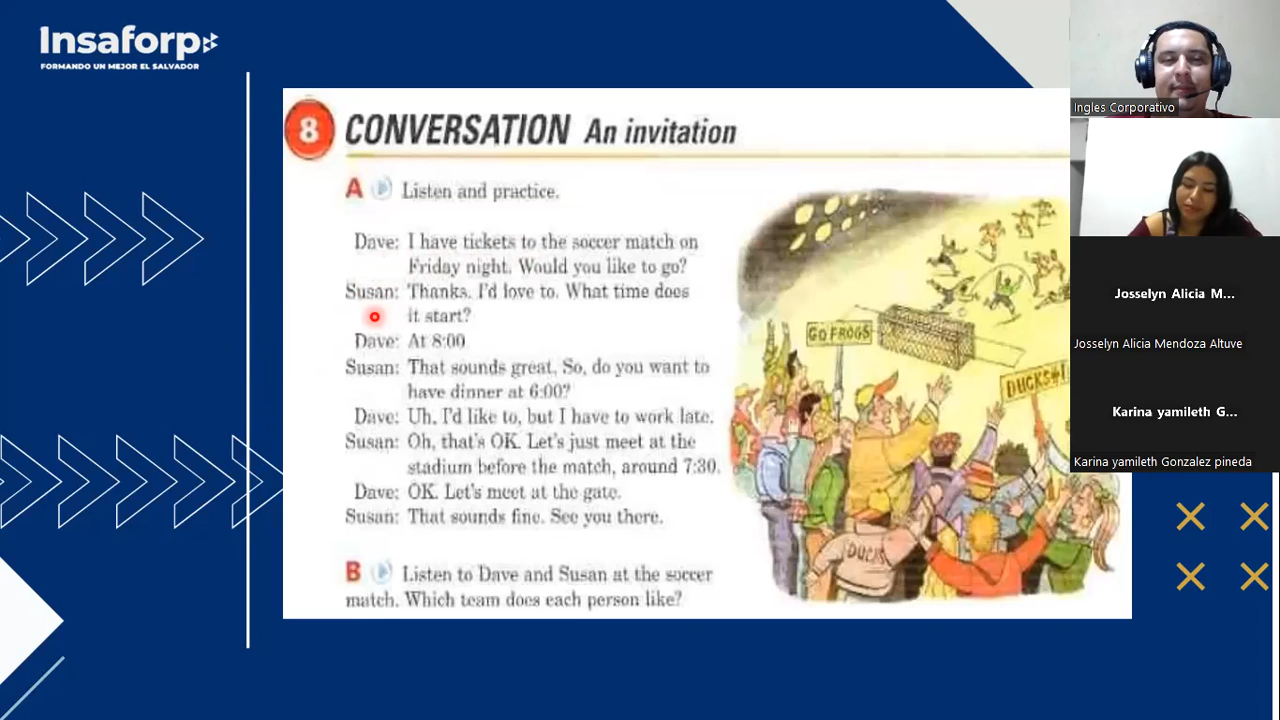 Insaforp
FORMANDO UN MEJOR EL SALVADOR
8 CONVERSATION An invitation
A Listen and practice.
Dave: I have tickets to the soccer match on
Friday night. Would you like to go?
Susan: Thanks. I'd love to. What time does
it start?
Dave: At 8:00
Susan: That sounds great. So, do you want to
have dinner at 6:00?
Dave: Uh, I'd like to, but I have to work late.
Susan: Oh, that's OK. Let's just meet at the
stadium before the match, around 7:30.
Dave: OK. Let's meet at the gate.
Susan: That sounds fine. See you there.
B Listen to Dave and Susan at the soccer
match. Which team does each person like?
GO FROGS
DUCKS
DUCKS
Ingles Corporativo
Josselyn Alicia M...
Josselyn Alicia Mendoza Altuve
Karina yamileth G...
Karina yamileth Gonzalez pineda